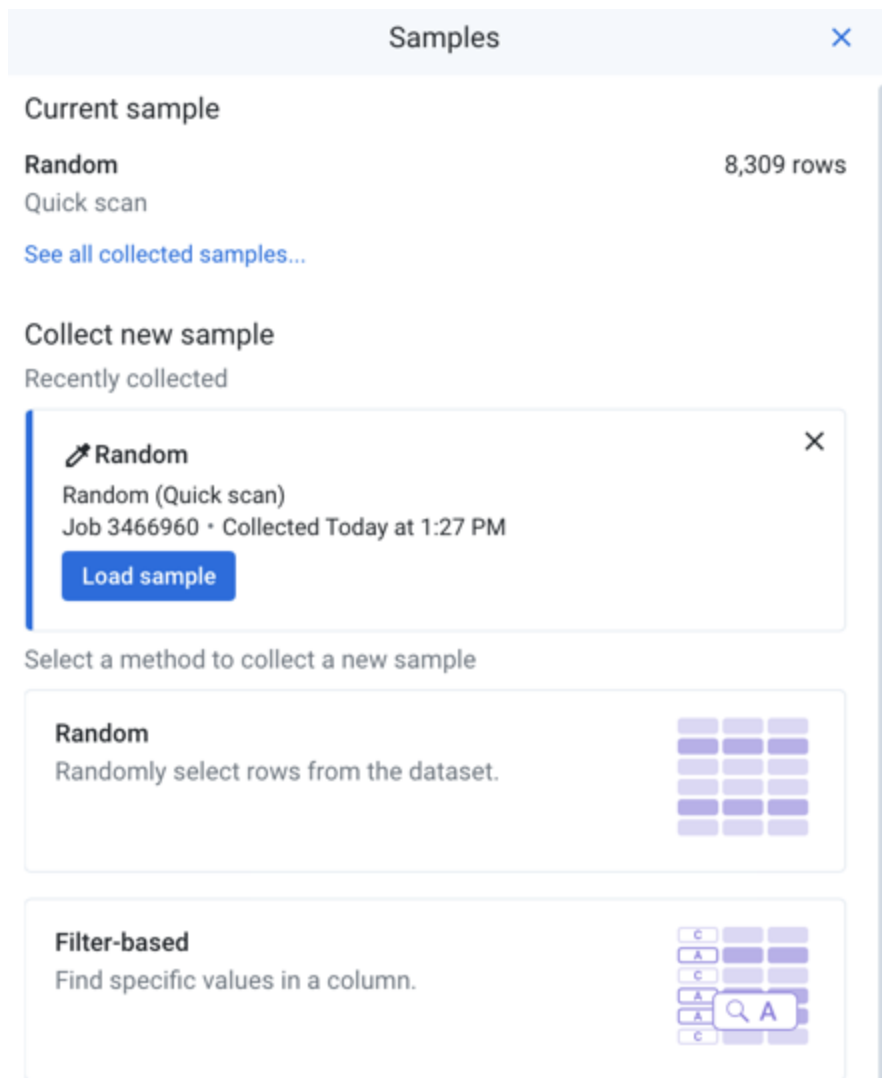 Samples
Current sample
Random 8,309 rows
Quick scan
See all collected samples...
Collect new sample
Recently collected
Random
Random (Quick scan)
Job 3466960 • Collected Today at 1:27 PM
Load sample
Select a method to collect a new sample
Random
Randomly select rows from the dataset.
Filter-based
Find specific values in a column.
C
A
C
A
A
C
A